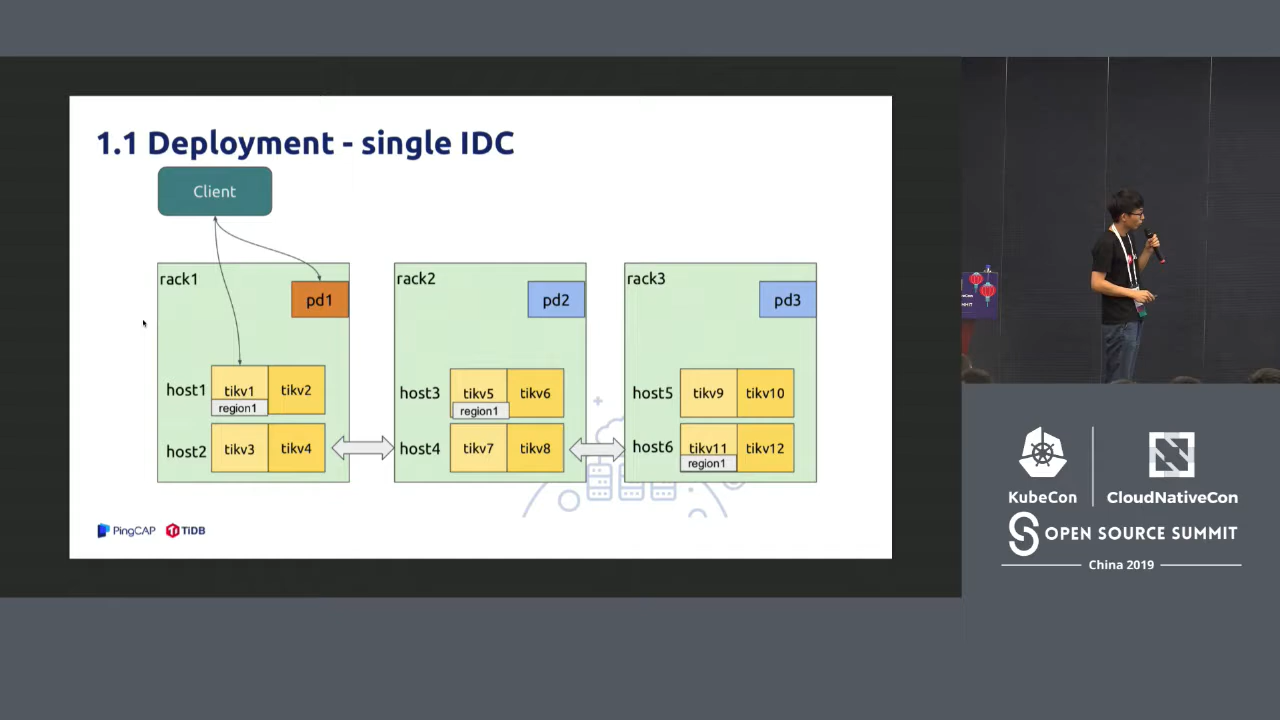 1.1 Deployment - single IDC
Client
rack1
pd1
host1
tikv1
tikv2
region1
host2
tikv3
tikv4
rack2
pd2
host3
tikv5
tikv6
region1
host4
tikv7
tikv8
rack3
pd3
host5
tikv9
tikv10
host6
tikv11
tikv12
region1
PingCAP
TiDB
KubeCon
CloudNativeCon
OPEN SOURCE SUMMIT
China 2019